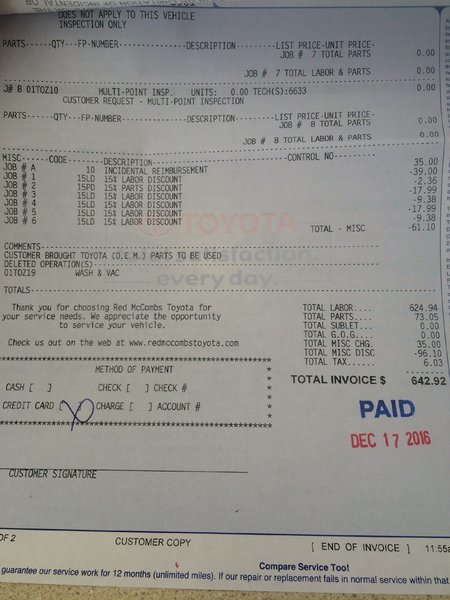 DOES NOT APPLY TO THIS VEHICLE
INSPECTION ONLY
PARTS------QTY---FP-NUMBER---------------DESCRIPTION----------LIST PRICE-UNIT PRICE-
JOB # 7 TOTAL PARTS 0.00
JOB # 7 TOTAL LABOR & PARTS 0.00
J# 8 01TOZ10 MULTI-POINT INSP. UNITS: 0.00 TECH(S):6633 0.00
CUSTOMER REQUEST - MULTI-POINT INSPECTION
PARTS------QTY---FP-NUMBER---------------DESCRIPTION----------LIST PRICE-UNIT PRICE-
JOB # 8 TOTAL PARTS 0.00
JOB # 8 TOTAL LABOR & PARTS 0.00
MISC------CODE------DESCRIPTION--------------------CONTROL NO---------
JOB # A 10 INCIDENTAL REIMBURSEMENT 35.00
JOB # 1 15LD 15% LABOR DISCOUNT -39.00
JOB # 2 15PD 15% PARTS DISCOUNT -2.36
JOB # 3 15LD 15% LABOR DISCOUNT -17.99
JOB # 4 15LD 15% LABOR DISCOUNT -9.38
JOB # 5 15LD 15% LABOR DISCOUNT -17.99
JOB # 6 15LD 15% LABOR DISCOUNT -9.38
TOTAL - MISC -61.10
TOYOTA
COMMENTS
CUSTOMER BROUGHT TOYOTA (O.E.M.) PARTS TO BE USED
DELETED OPERATION(S)
01TOZ19 WASH & VAC
every day.
TOTALS
Thank you for choosing Red McCombs Toyota for
your service needs. We appreciate the opportunity
to service your vehicle.
Check us out on the web at www.redmccombstoyota.com
TOTAL LABOR.... 624.94
TOTAL PARTS.... 73.05
TOTAL SUBLET... 0.00
TOTAL G.O.G.... 0.00
TOTAL MISC CHG. 35.00
TOTAL MISC DISC -96.10
TOTAL TAX...... 6.03
TOTAL INVOICE $ 642.92
METHOD OF PAYMENT
CASH [ ] CHECK [ ] CHECK #
CREDIT CARD [ ] CHARGE [ ] ACCOUNT #
PAID
DEC 17 2016
CUSTOMER SIGNATURE
OF 2 CUSTOMER COPY [ END OF INVOICE ] 11:55a
Compare Service Too!
guarantee our service work for 12 months (unlimited miles). If our repair or replacement fails in normal service within that